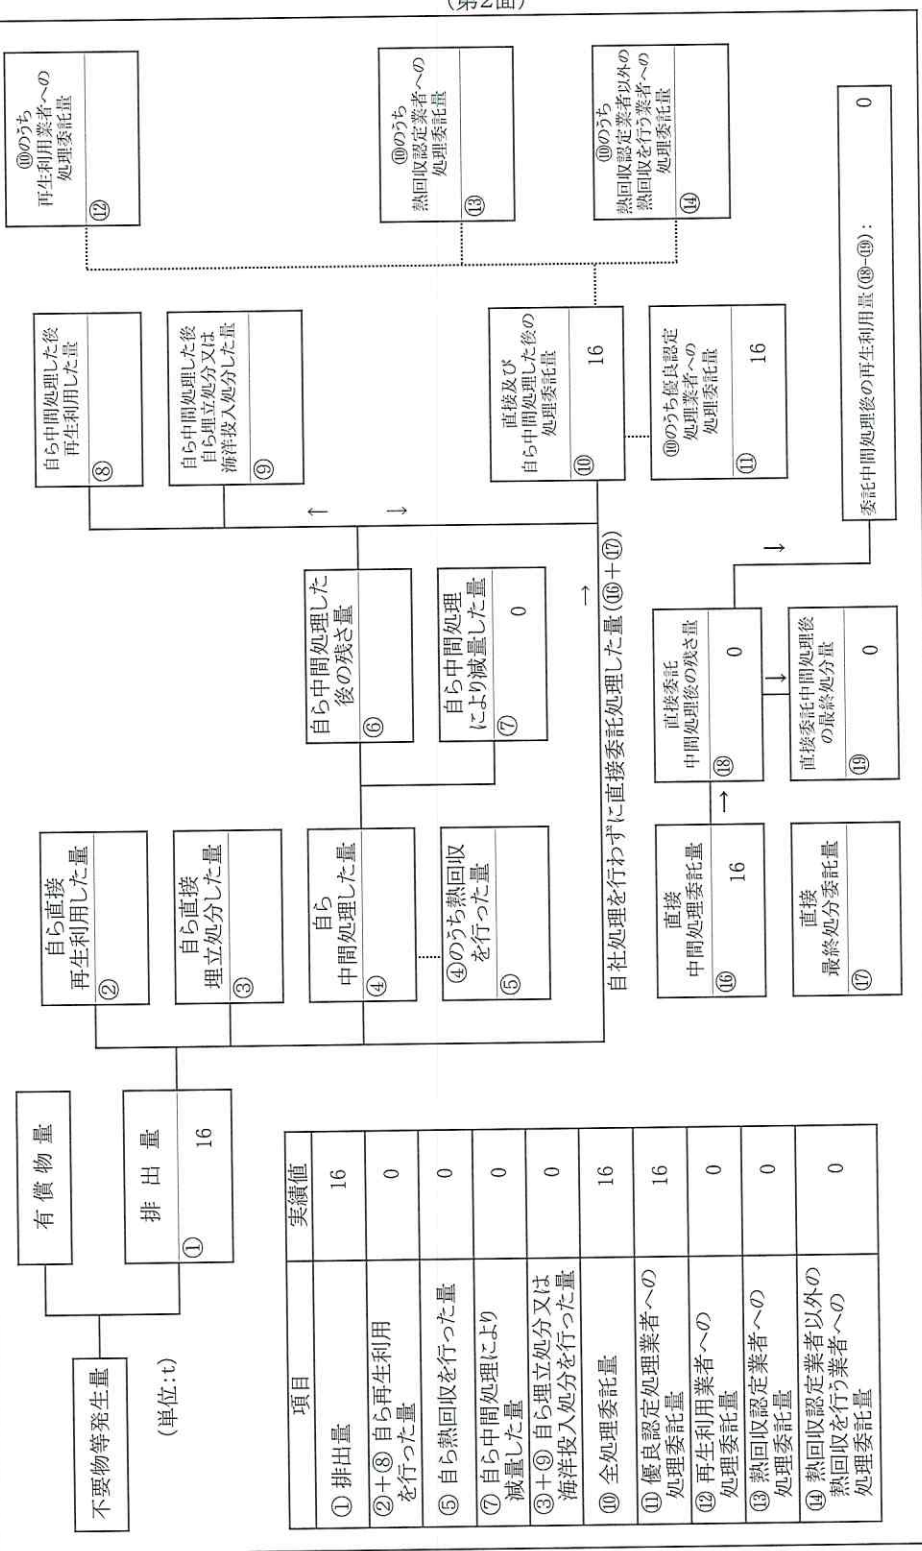 (第2面)
不要物等発生量
(単位:t)
有償物量
排出量
① 16
自ら直接
再生利用した量
②
自ら直接
埋立処分した量
③
自ら
中間処理した量
④
④のうち熱回収
を行った量
⑤
自ら中間処理した
後の残さ量
⑥
自ら中間処理
により減量した量
⑦ 0
自ら中間処理した後
再生利用した量
⑧
自ら中間処理した後
自ら埋立処分又は
海洋投入処分した量
⑨
直接及び
自ら中間処理した後の
処理委託量
⑩ 16
⑩のうち優良認定
処理業者への
処理委託量
⑪ 16
⑩のうち
再生利用業者への
処理委託量
⑫
⑩のうち
熱回収認定業者への
処理委託量
⑬
⑩のうち
熱回収認定業者以外の
熱回収を行う業者への
処理委託量
⑭
自社処理を行わずに直接委託処理した量(⑯+⑰)
直接
中間処理委託量
⑯ 16
直接
最終処分委託量
⑰
直接委託
中間処理後の残さ量
⑱ 0
直接委託中間処理後
の最終処分量
⑲ 0
委託中間処理後の再生利用量(⑱-⑲): 0
項目 実績値
① 排出量 16
②+⑧ 自ら再生利用
を行った量 0
⑤ 自ら熱回収を行った量 0
⑦ 自ら中間処理により
減量した量 0
③+⑨ 自ら埋立処分又は
海洋投入処分を行った量 0
⑩ 全処理委託量 16
⑪ 優良認定処理業者への
処理委託量 16
⑫ 再生利用業者への
処理委託量 0
⑬ 熱回収認定業者への
処理委託量 0
⑭ 熱回収認定業者以外の
熱回収を行う業者への
処理委託量 0